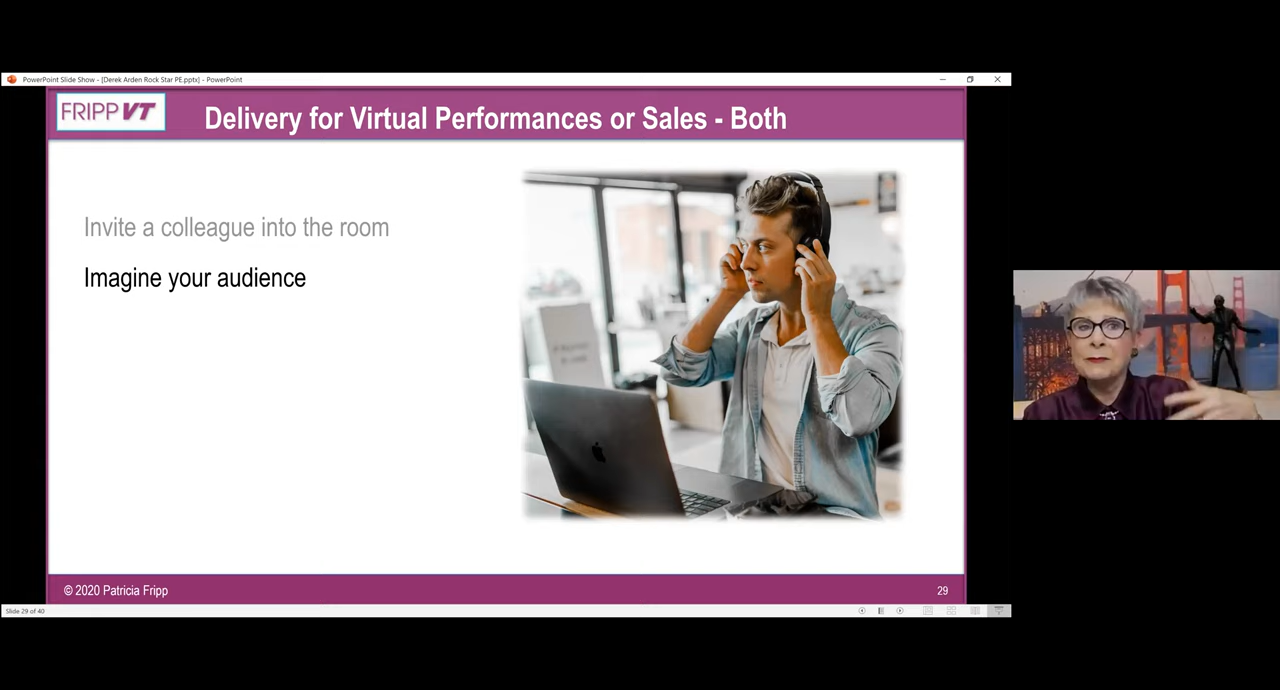 PowerPoint Slide Show - [Derek Arden Rock Star PE.pptx] - PowerPoint
FRIPP VT
Delivery for Virtual Performances or Sales - Both
Invite a colleague into the room
Imagine your audience
© 2020 Patricia Fripp
29
Slide 29 of 40